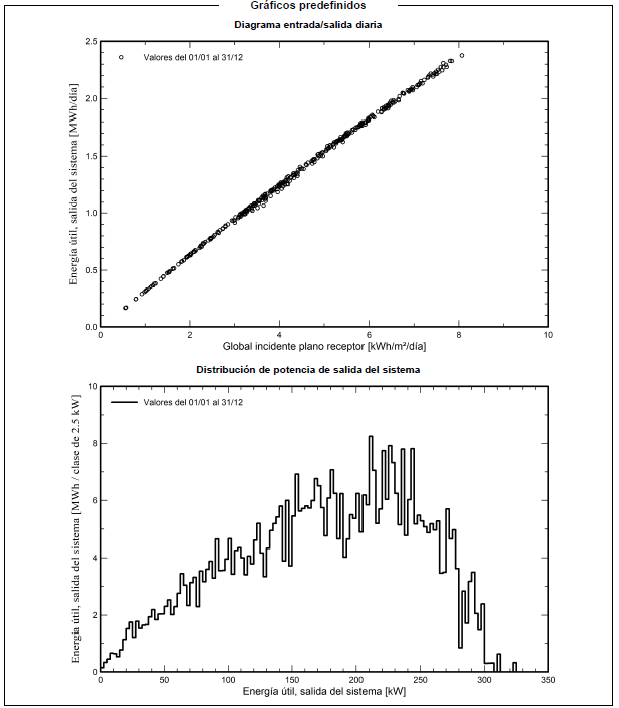 Gráficos predefinidos
Diagrama entrada/salida diaria
2.5
2.0
1.5
1.0
0.5
0.0
Valores del 01/01 al 31/12
Energía útil, salida del sistema [MWh/día]
0
2
4
6
8
10
Global incidente plano receptor [kWh/m²/día]
Distribución de potencia de salida del sistema
10
8
6
4
2
0
Valores del 01/01 al 31/12
Energía útil, salida del sistema [MWh / clase de 2.5 kW]
0
50
100
150
200
250
300
350
Energía útil, salida del sistema [kW]